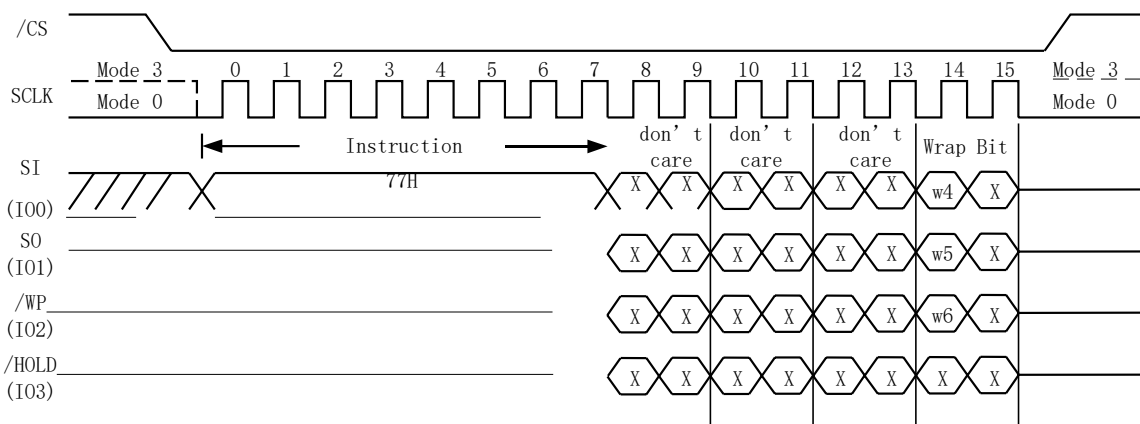 /CS
Mode 3 0 1 2 3 4 5 6 7 8 9 10 11 12 13 14 15 Mode 3
SCLK
Mode 0 Mode 0
Instruction don't care don't care don't care Wrap Bit
SI
(IO0)
77H X X X X X X w4 X
SO
(IO1)
X X X X X X w5 X
/WP
(IO2)
X X X X X X w6 X
/HOLD
(IO3)
X X X X X X X X